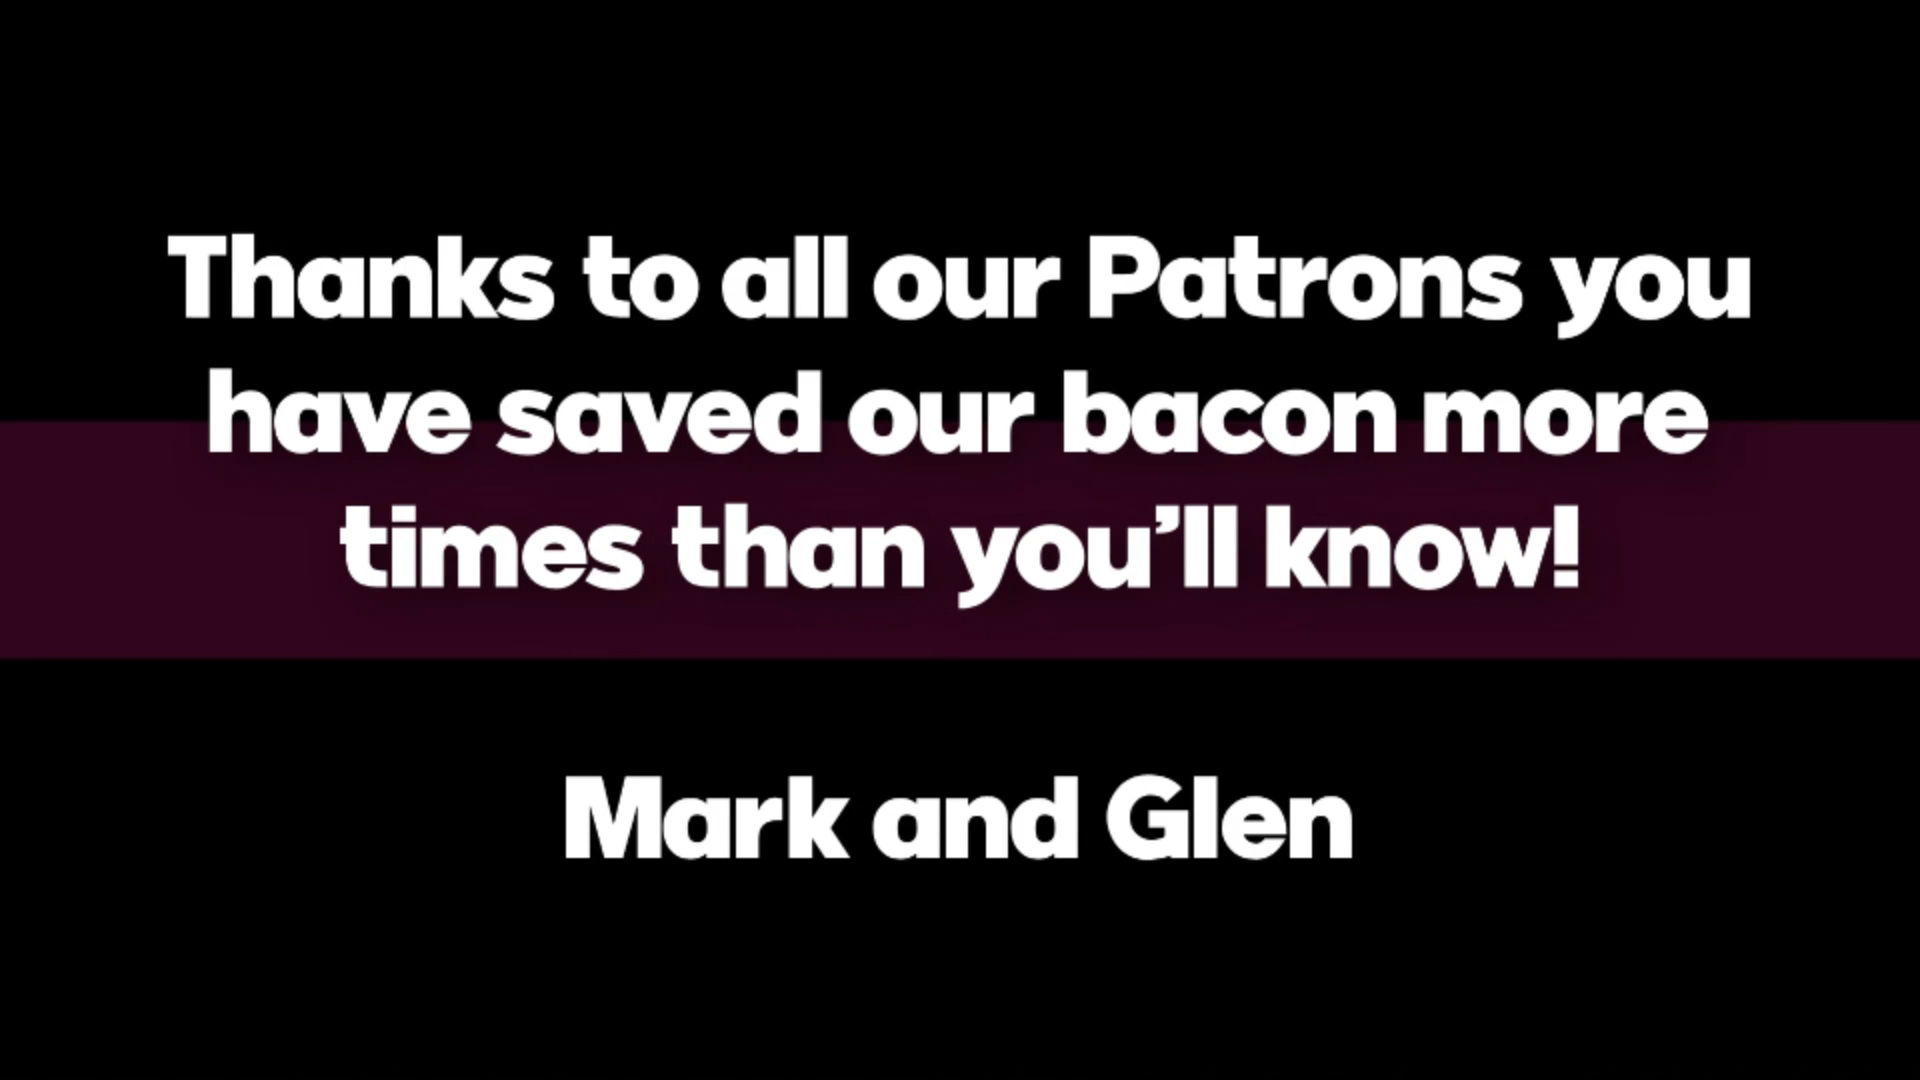 Thanks to all our Patrons you
have saved our bacon more
times than you’ll know!
Mark and Glen